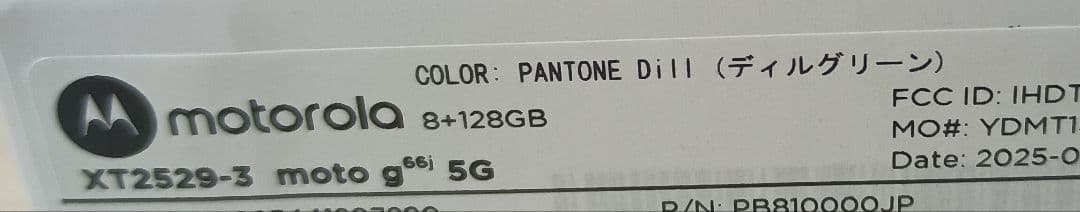 COLOR: PANTONE Dill (ディルグリーン)
motorola 8+128GB
XT2529-3 moto g66j 5G
FCC ID: IHDT
MO#: YDMT1
Date: 2025-0
P/N: PB810000JP